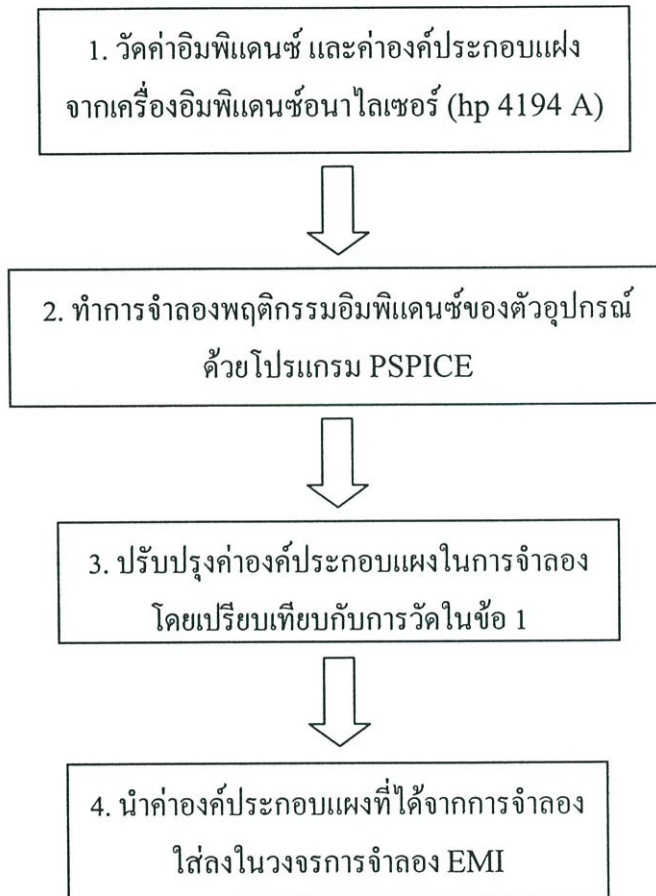 1. วัดค่าอิมพิแดนซ์ และค่าองค์ประกอบแฝง
จากเครื่องอิมพิแดนซ์อนาไลเซอร์ (hp 4194 A)
2. ทำการจำลองพฤติกรรมอิมพิแดนซ์ของตัวอุปกรณ์
ด้วยโปรแกรม PSPICE
3. ปรับปรุงค่าองค์ประกอบแผงในการจำลอง
โดยเปรียบเทียบกับการวัดในข้อ 1
4. นำค่าองค์ประกอบแผงที่ได้จากการจำลอง
ใส่ลงในวงจรการจำลอง EMI